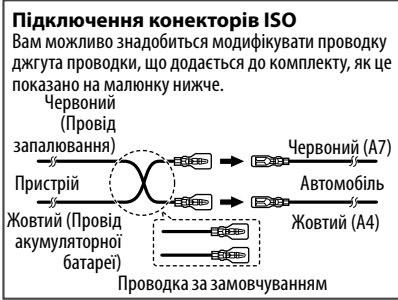 Підключення конекторів ISO
Вам можливо знадобиться модифікувати проводку
джгута проводки, що додається до комплекту, як це
показано на малюнку нижче.
Червоний
(Провід
запалювання)
Червоний (A7)
Пристрій
Автомобіль
Жовтий (Провід
акумуляторної
батареї)
Жовтий (A4)
Проводка за замовчуванням